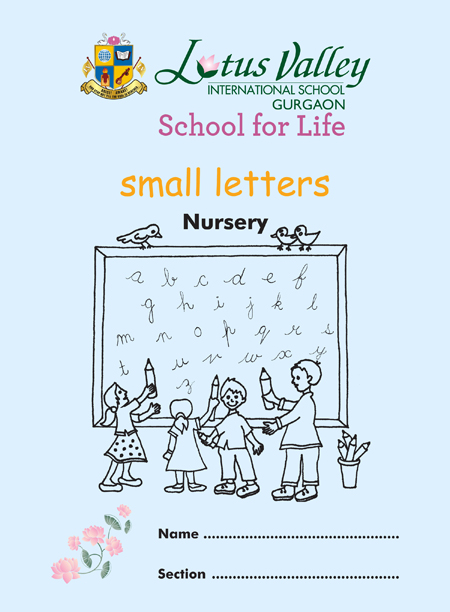 Lotus Valley
INTERNATIONAL SCHOOL
GURGAON
School for Life
small letters
Nursery
a b c d e f
g h i j k l
m n o p q r s
t u v w x y
z
Name ................................................
Section ..............................................